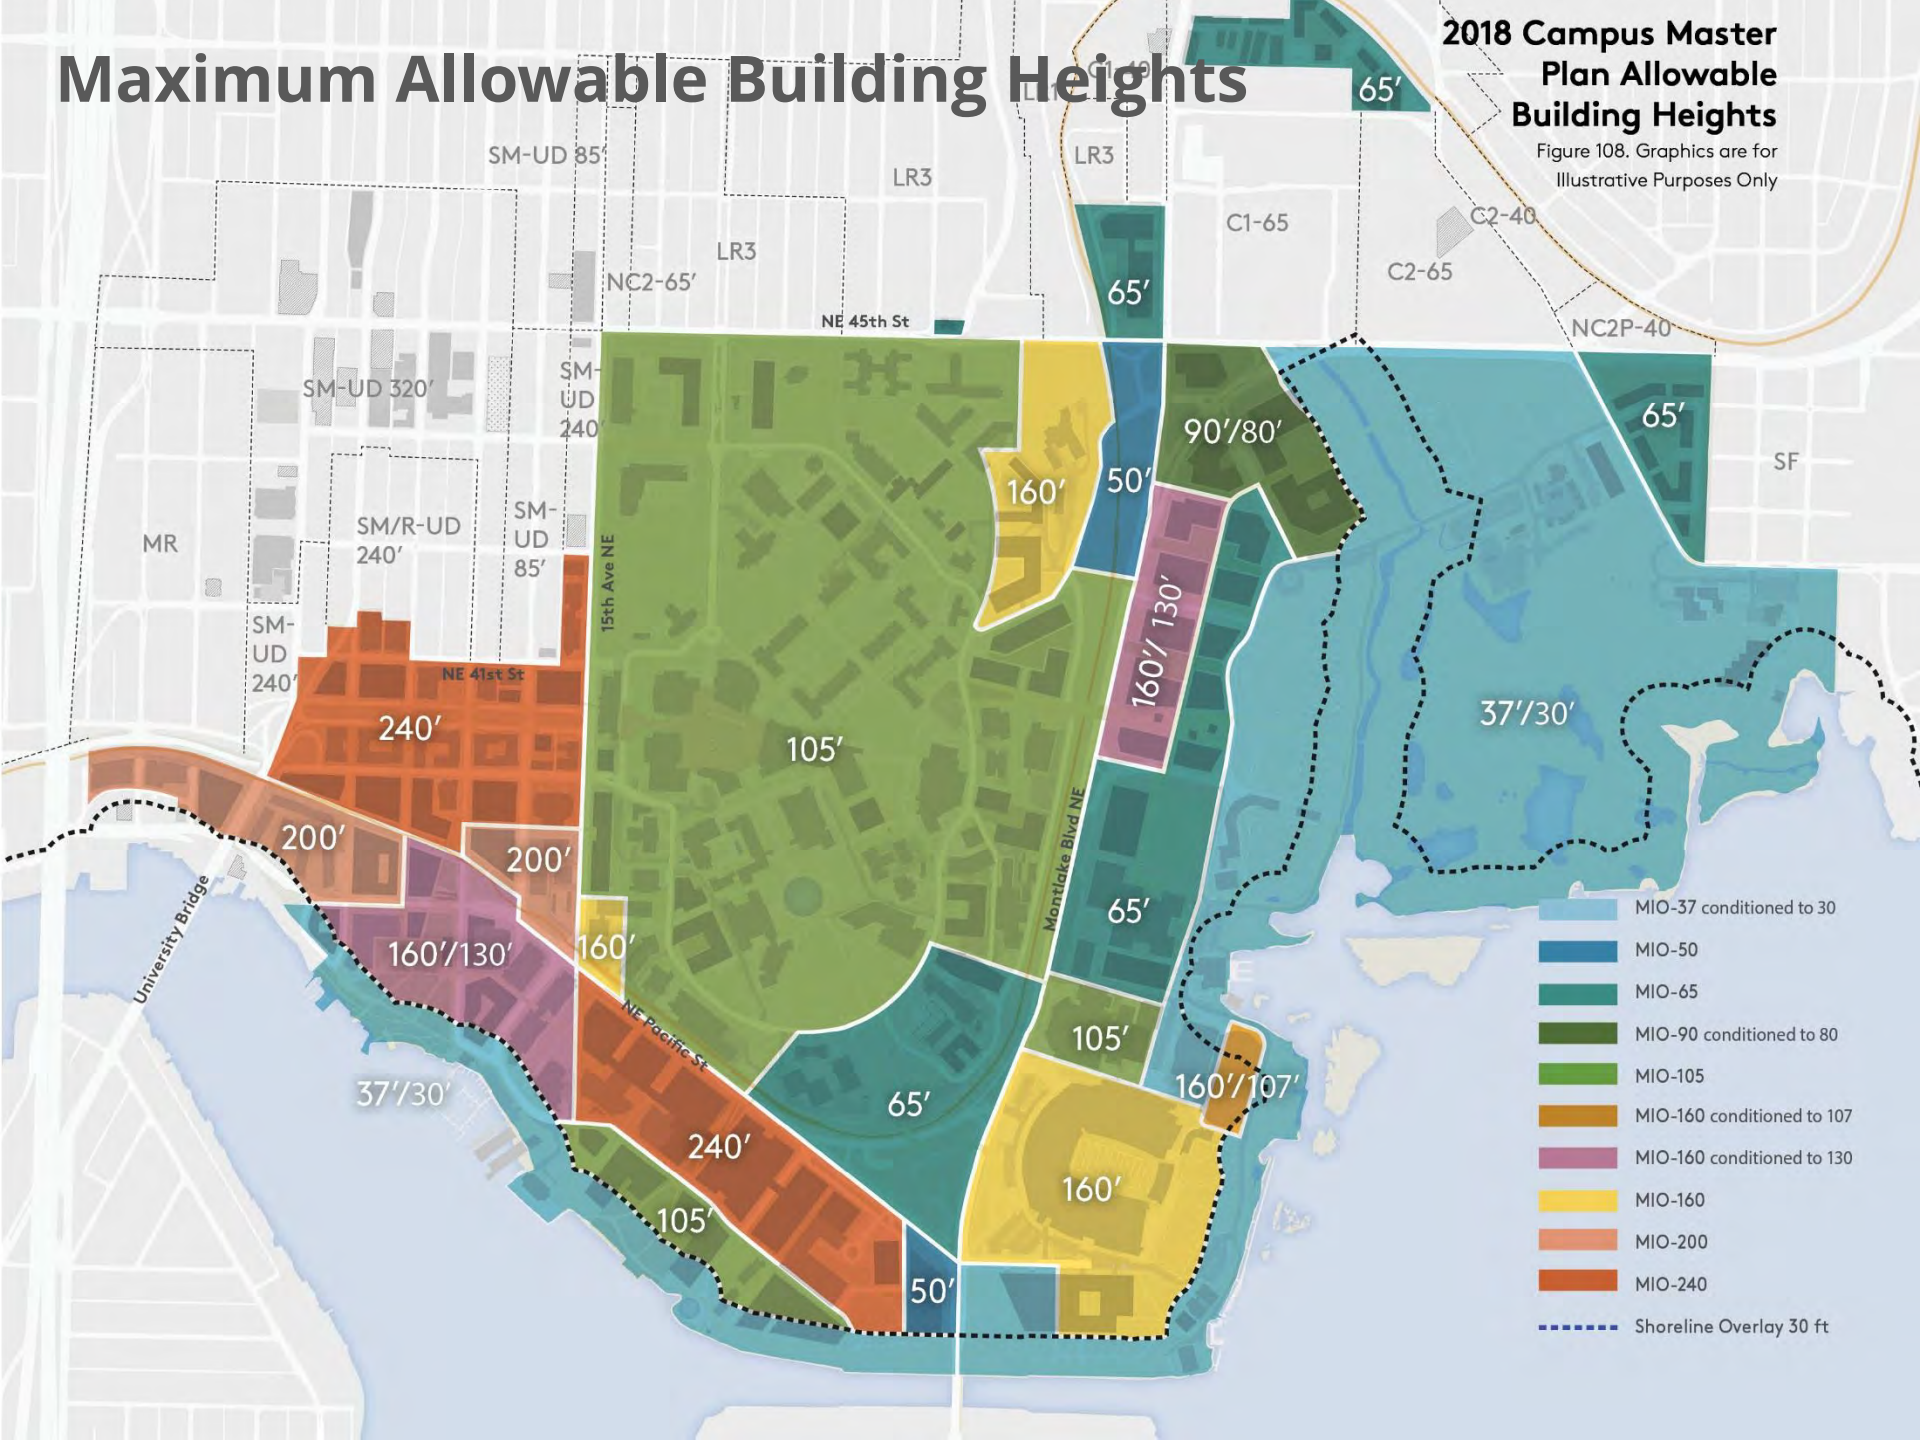 Maximum Allowable Building Heights
2018 Campus Master
Plan Allowable
Building Heights
Figure 108. Graphics are for
Illustrative Purposes Only
C1-40
LR1
65′
SM-UD 85′
LR3
LR3
C1-65
C2-40
LR3
NC2-65′
C2-65
65′
NE 45th St
NC2P-40
SM-UD 320′
SM-
UD
240′
65′
90′/80′
SF
160′
50′
MR
SM/R-UD
240′
SM-
UD
85′
15th Ave NE
160′/ 130′
SM-
UD
240′
NE 41st St
240′
105′
37′/30′
200′
200′
Montlake Blvd NE
65′
University Bridge
160′/130′
160′
NE Pacific St
105′
37′/30′
65′
160′/107′
240′
160′
105′
50′
MIO-37 conditioned to 30
MIO-50
MIO-65
MIO-90 conditioned to 80
MIO-105
MIO-160 conditioned to 107
MIO-160 conditioned to 130
MIO-160
MIO-200
MIO-240
Shoreline Overlay 30 ft